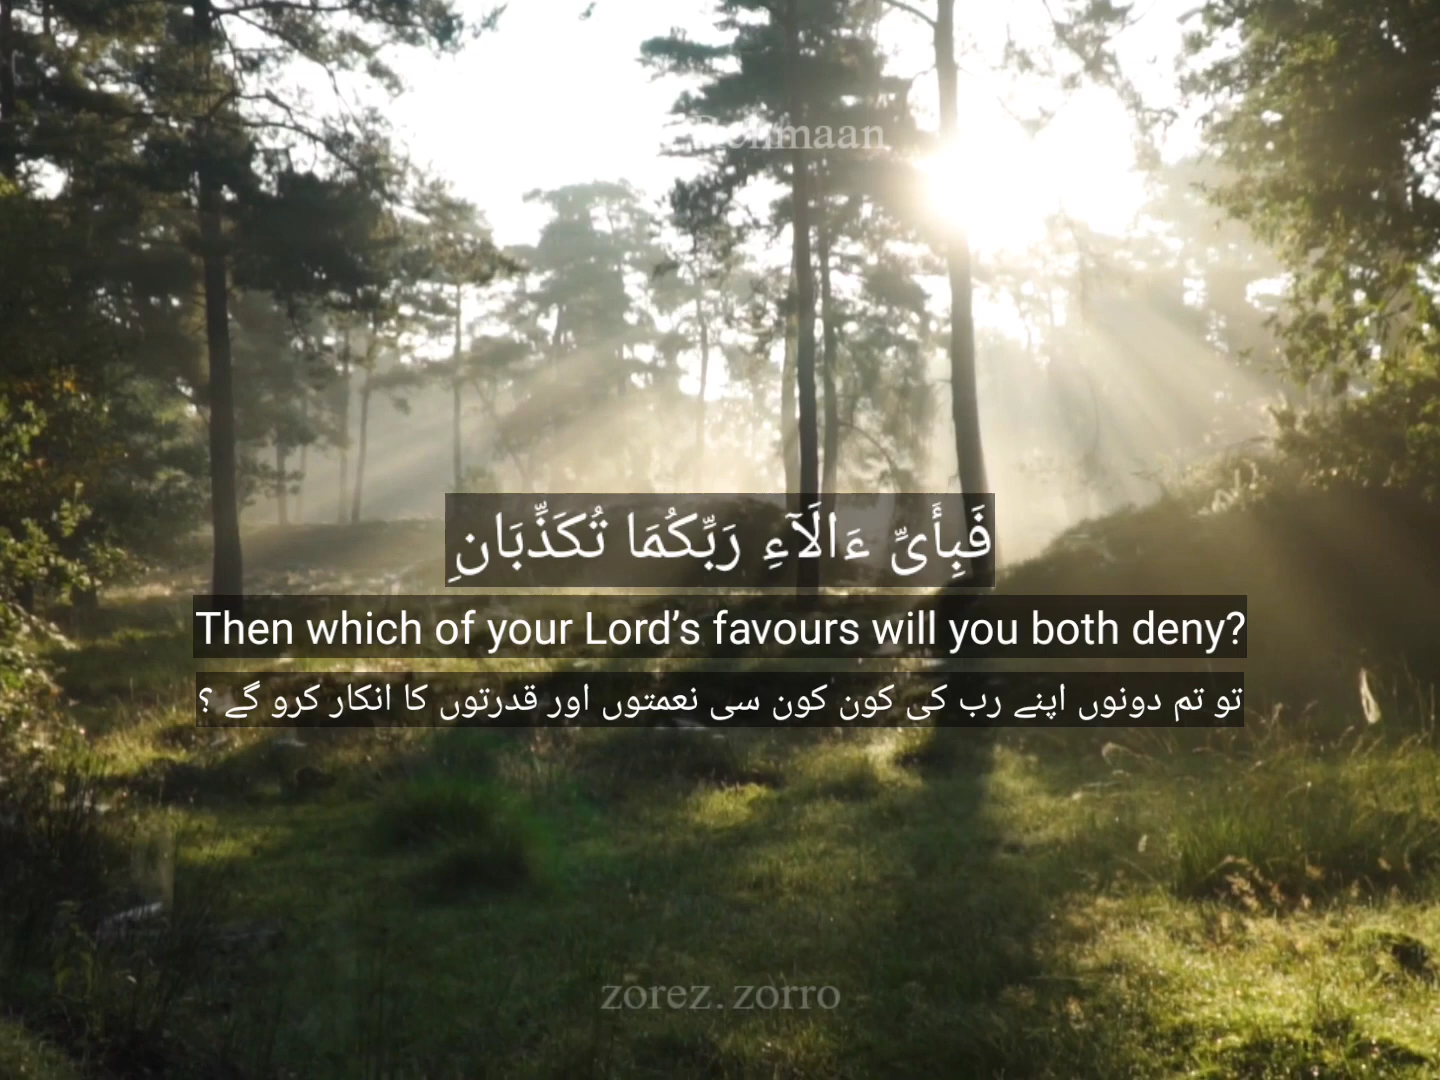 Rehmaan
فَبِأَىِّ ءَالَآءِ رَبِّكُمَا تُكَذِّبَانِ
Then which of your Lord’s favours will you both deny?
تو تم دونوں اپنے رب کی کون کون سی نعمتوں اور قدرتوں کا انکار کرو گے ؟
zorez.zorro